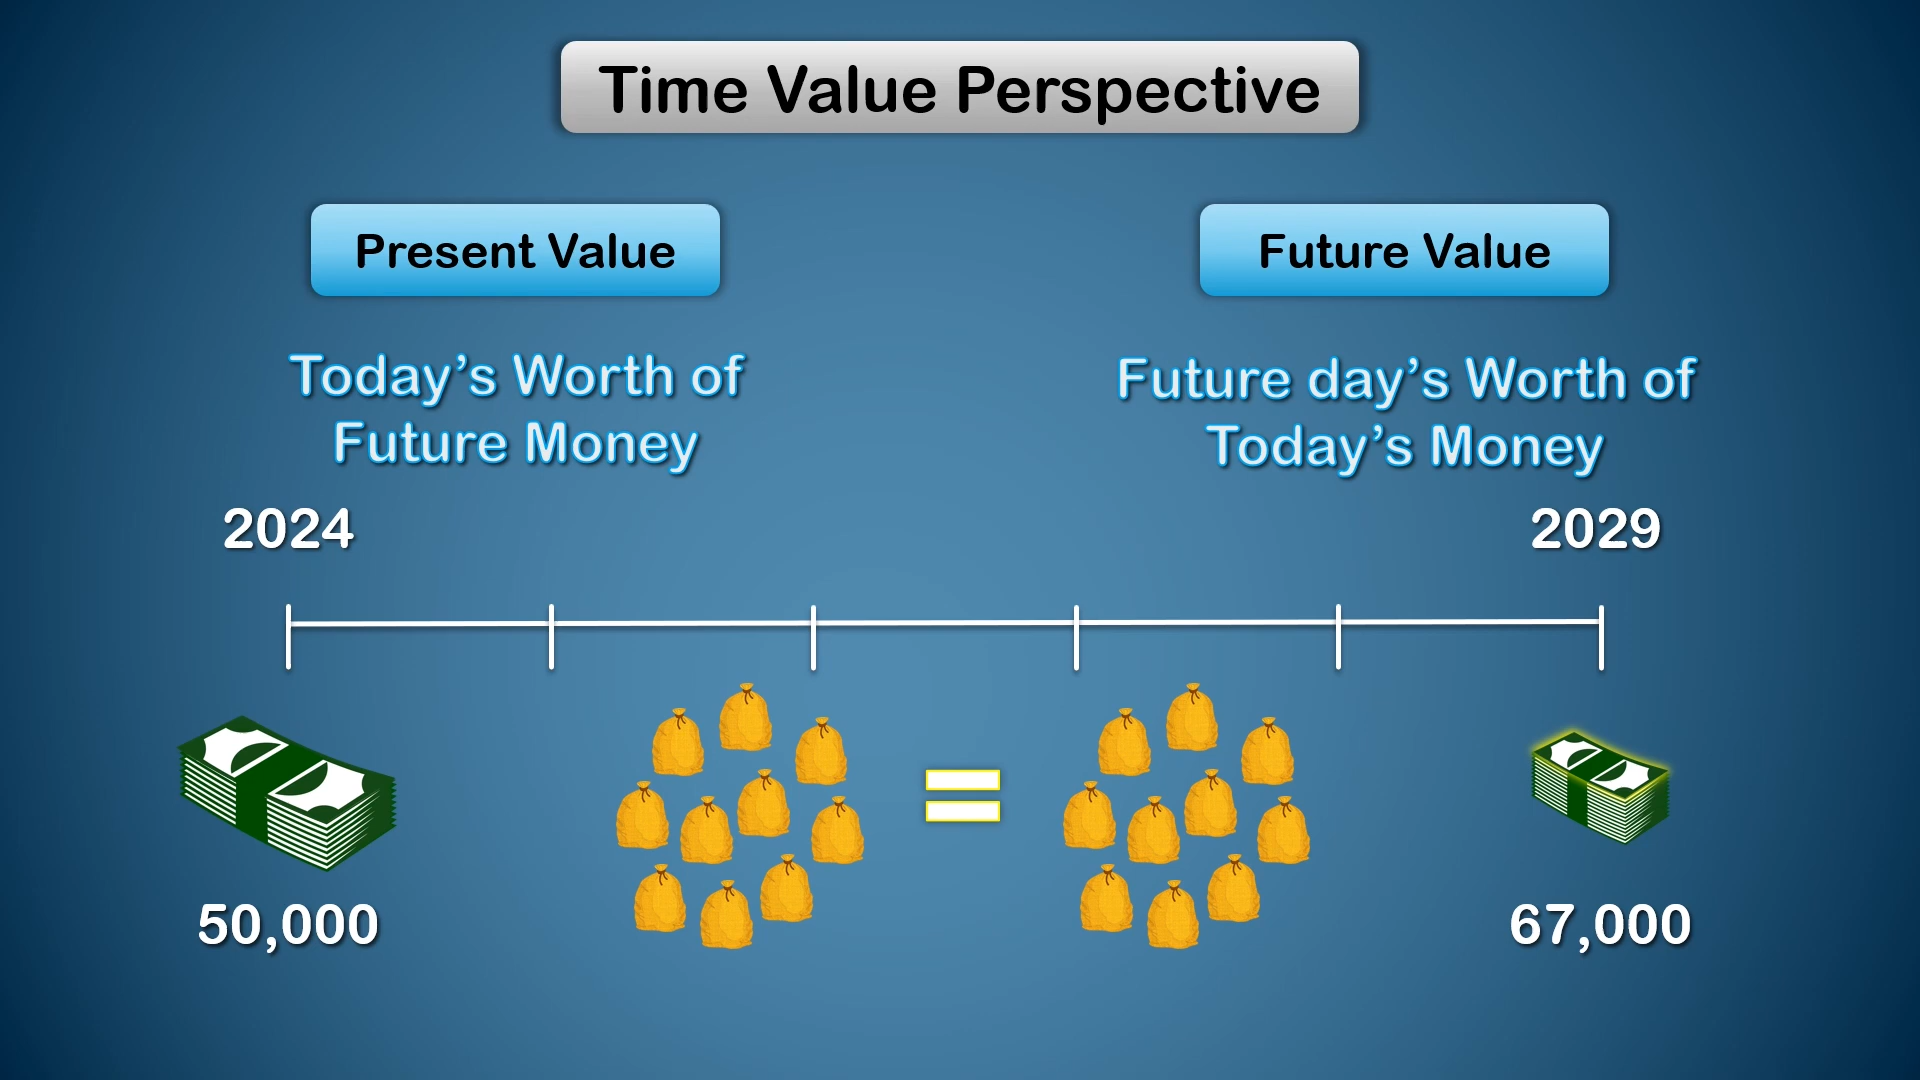 Time Value Perspective
Present Value
Future Value
Today’s Worth of
Future Money
Future day’s Worth of
Today’s Money
2024
2029
50,000
67,000